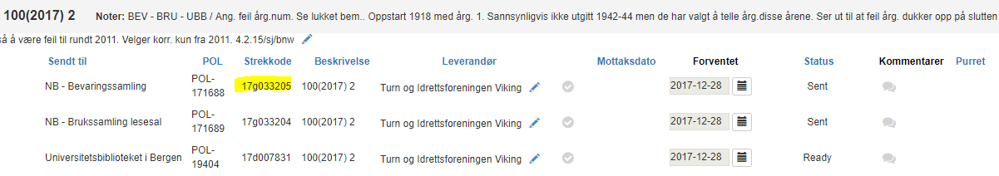 100(2017) 2 Noter: BEV - BRU - UBB / Ang. feil årg.num. Se lukket bem.. Oppstart 1918 med årg. 1. Sannsynligvis ikke utgitt 1942-44 men de har valgt å telle årg.disse årene. Ser ut til at feil årg. dukker opp på slutten
så å være feil til rundt 2011. Velger korr. kun fra 2011. 4.2.15/sj/bnw
Sendt til POL Strekkode Beskrivelse Leverandør Mottaksdato Forventet Status Kommentarer Purret
NB - Bevaringssamling POL-171688 17g033205 100(2017) 2 Turn og Idrettsforeningen Viking 2017-12-28 Sent
NB - Brukssamling lesesal POL-171689 17g033204 100(2017) 2 Turn og Idrettsforeningen Viking 2017-12-28 Sent
Universitetsbiblioteket i Bergen POL-19404 17d007831 100(2017) 2 Turn og Idrettsforeningen Viking 2017-12-28 Ready